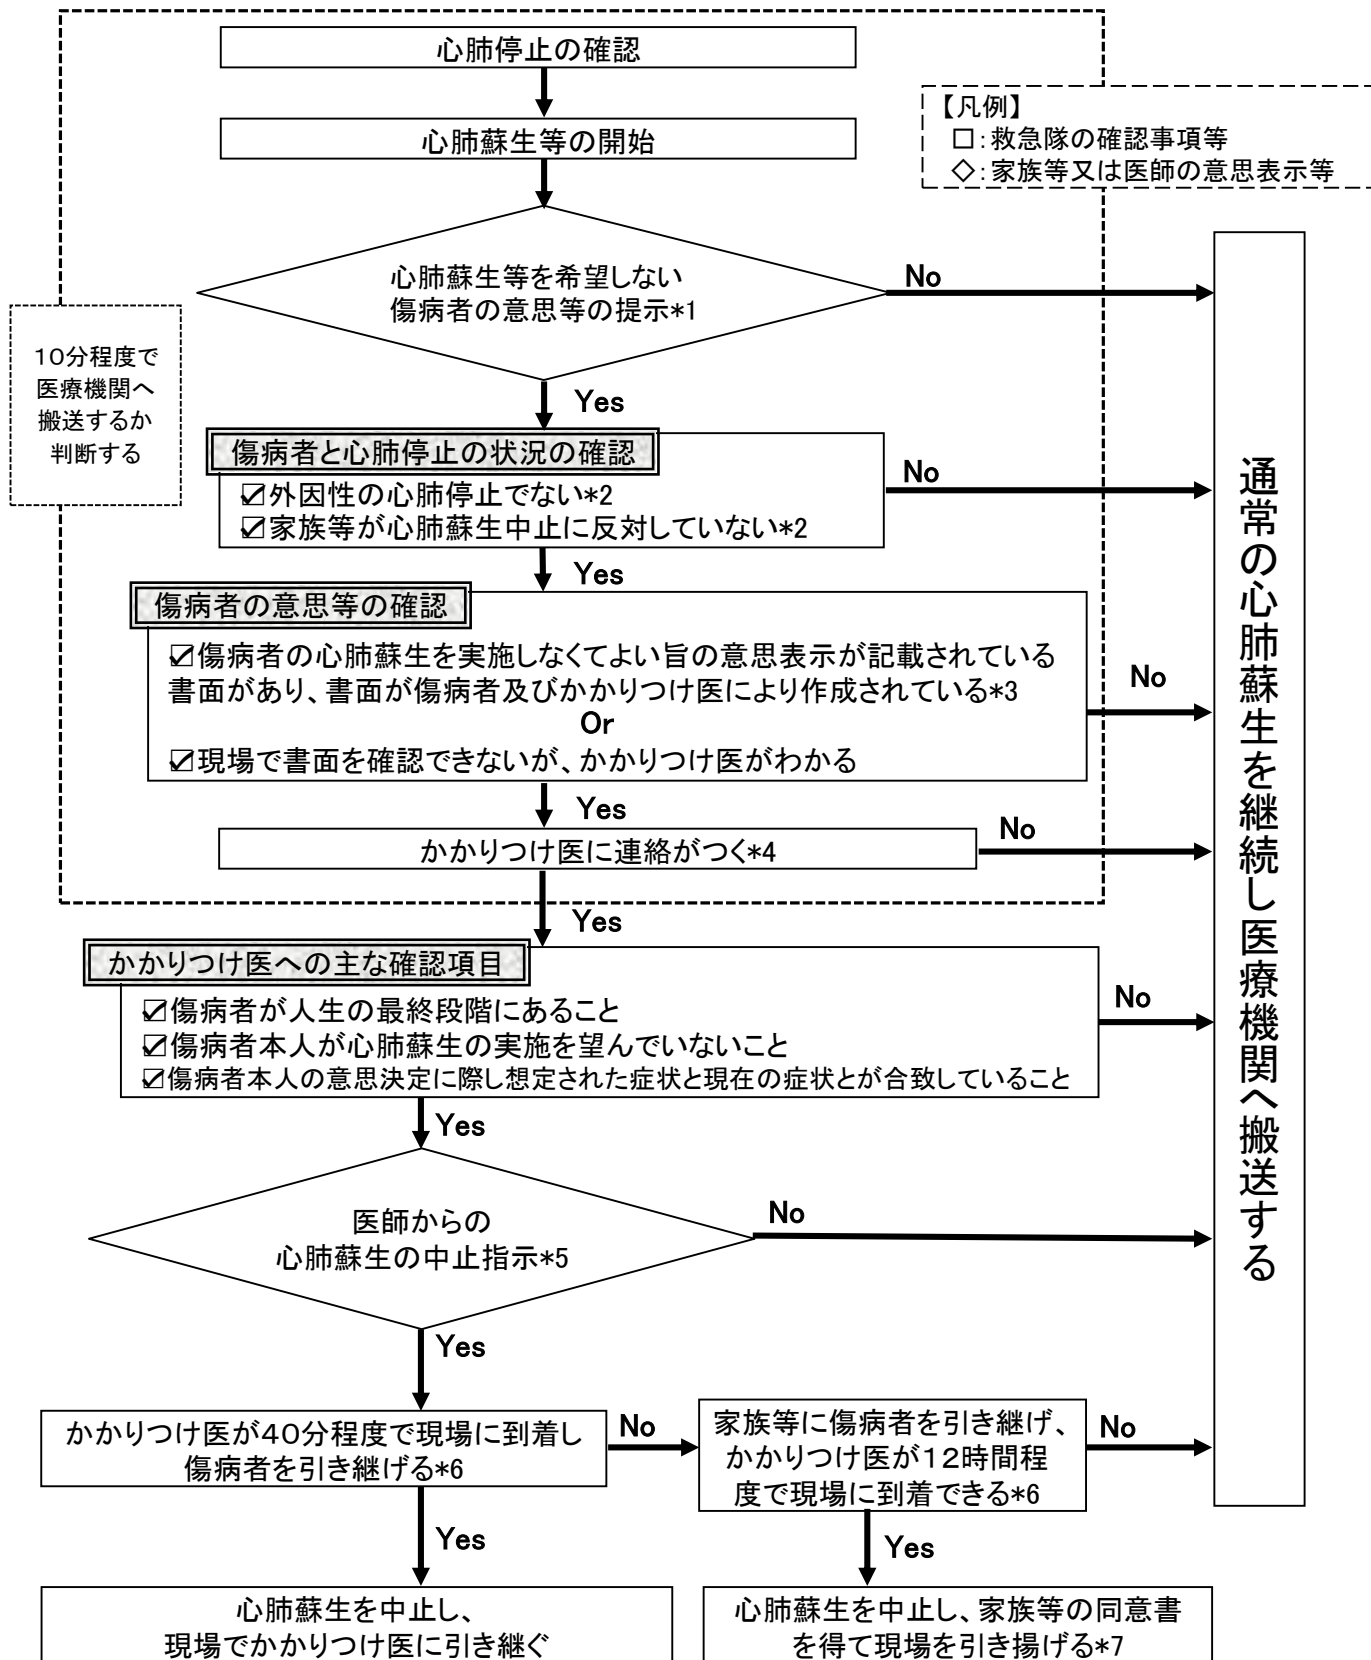 心肺停止の確認
【凡例】
□:救急隊の確認事項等
◇:家族等又は医師の意思表示等
心肺蘇生等の開始
心肺蘇生等を希望しない
傷病者の意思等の提示*1
No
10分程度で
医療機関へ
搬送するか
判断する
Yes
傷病者と心肺停止の状況の確認
☑外因性の心肺停止でない*2
☑家族等が心肺蘇生中止に反対していない*2
No
Yes
傷病者の意思等の確認
☑傷病者の心肺蘇生を実施しなくてよい旨の意思表示が記載されている
書面があり、書面が傷病者及びかかりつけ医により作成されている*3
Or
☑現場で書面を確認できないが、かかりつけ医がわかる
No
Yes
かかりつけ医に連絡がつく*4
No
Yes
かかりつけ医への主な確認項目
☑傷病者が人生の最終段階にあること
☑傷病者本人が心肺蘇生の実施を望んでいないこと
☑傷病者本人の意思決定に際し想定された症状と現在の症状とが合致していること
No
Yes
医師からの
心肺蘇生の中止指示*5
No
Yes
かかりつけ医が40分程度で現場に到着し
傷病者を引き継げる*6
No
家族等に傷病者を引き継げ、
かかりつけ医が12時間程
度で現場に到着できる*6
No
Yes
Yes
心肺蘇生を中止し、
現場でかかりつけ医に引き継ぐ
心肺蘇生を中止し、家族等の同意書
を得て現場を引き揚げる*7
通常の心肺蘇生を継続し医療機関へ搬送する